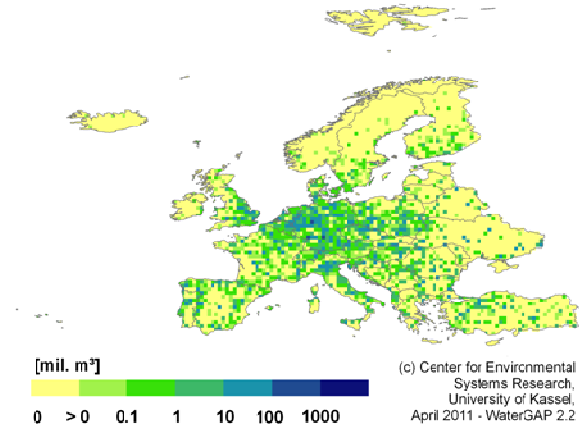 [mil. m³]
0 > 0 0.1 1 10 100 1000
(c) Center for Environmental
Systems Research,
University of Kassel,
April 2011 - WaterGAP 2.2